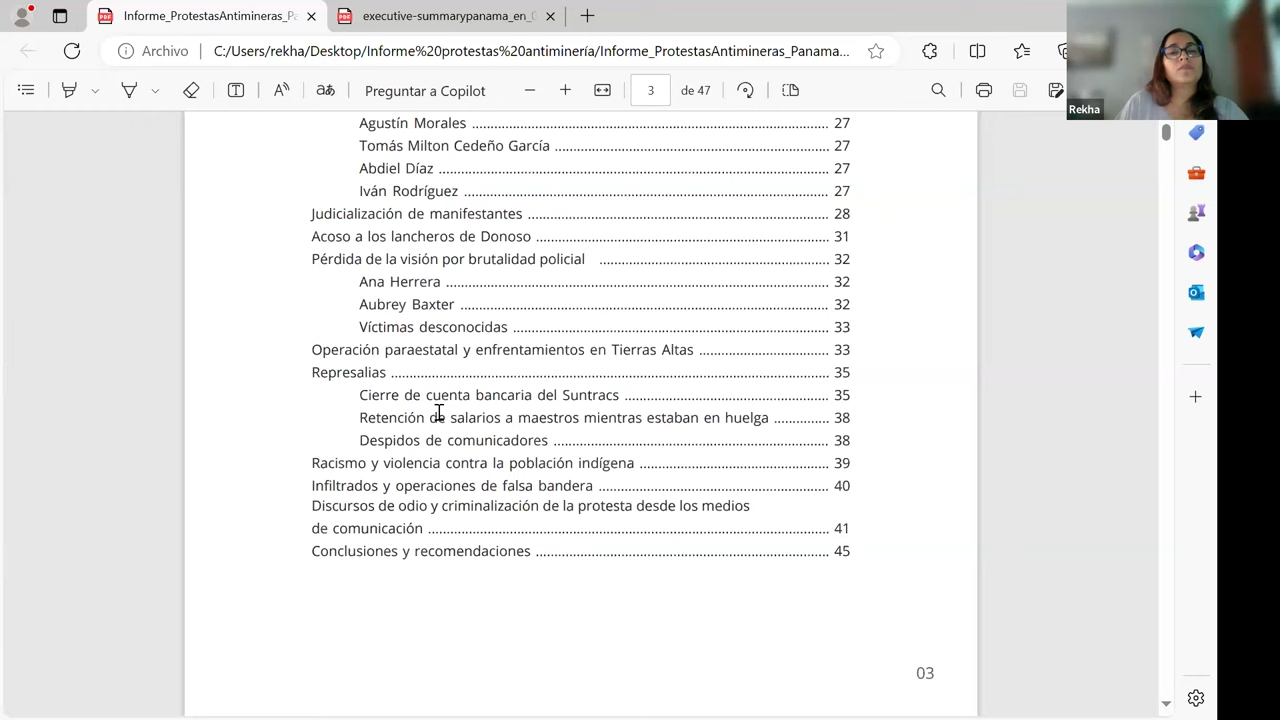 Informe_ProtestasAntimineras_Pa
executive-summarypanama_en_0
Archivo
C:/Users/rekha/Desktop/Informe%20protestas%20antiminería/Informe_ProtestasAntimineras_Panama...
Preguntar a Copilot
3
de 47
Rekha
Agustín Morales 27
Tomás Milton Cedeño García 27
Abdiel Díaz 27
Iván Rodríguez 27
Judicialización de manifestantes 28
Acoso a los lancheros de Donoso 31
Pérdida de la visión por brutalidad policial 32
Ana Herrera 32
Aubrey Baxter 32
Víctimas desconocidas 33
Operación paraestatal y enfrentamientos en Tierras Altas 33
Represalias 35
Cierre de cuenta bancaria del Suntracs 35
Retención de salarios a maestros mientras estaban en huelga 38
Despidos de comunicadores 38
Racismo y violencia contra la población indígena 39
Infiltrados y operaciones de falsa bandera 40
Discursos de odio y criminalización de la protesta desde los medios
de comunicación 41
Conclusiones y recomendaciones 45
03